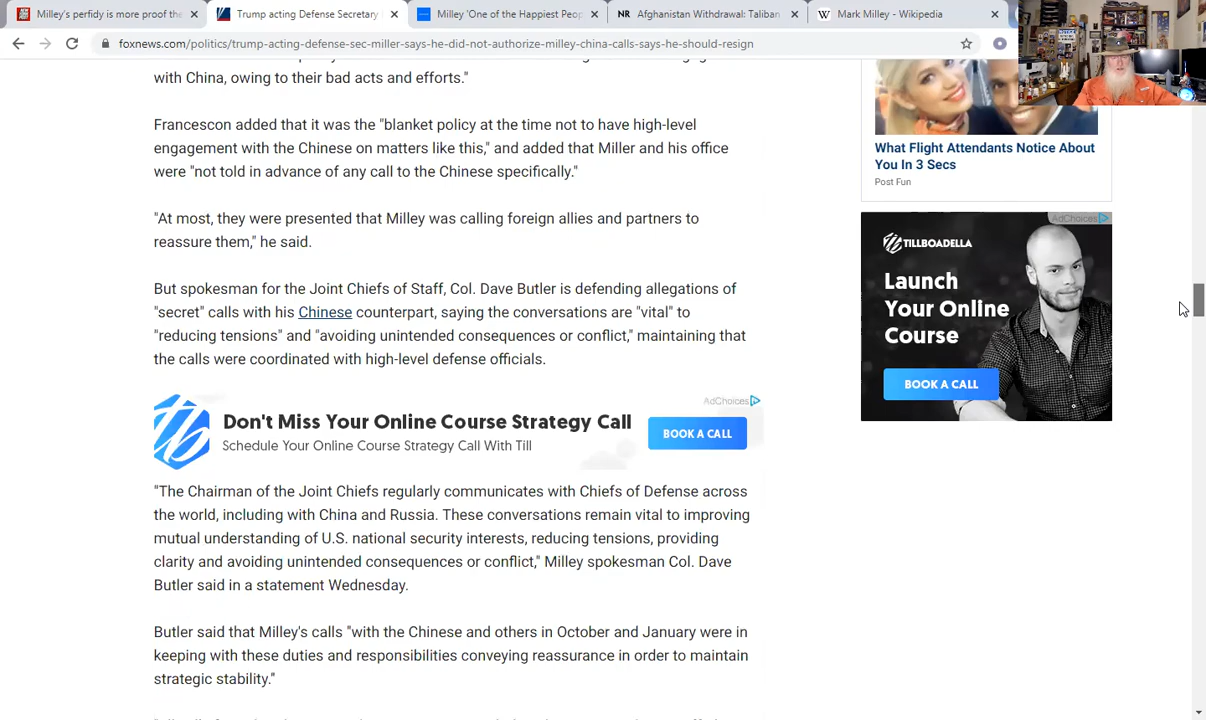 Milley's perfidy is more proof the
Trump acting Defense Secretary
Milley 'One of the Happiest Peop
NR Afghanistan Withdrawal: Taliban
W Mark Milley - Wikipedia
foxnews.com/politics/trump-acting-defense-sec-miller-says-he-did-not-authorize-milley-china-calls-says-he-should-resign
with China, owing to their bad acts and efforts."
Francescon added that it was the "blanket policy at the time not to have high-level
engagement with the Chinese on matters like this," and added that Miller and his office
were "not told in advance of any call to the Chinese specifically."
"At most, they were presented that Milley was calling foreign allies and partners to
reassure them," he said.
But spokesman for the Joint Chiefs of Staff, Col. Dave Butler is defending allegations of
"secret" calls with his Chinese counterpart, saying the conversations are "vital" to
"reducing tensions" and "avoiding unintended consequences or conflict," maintaining that
the calls were coordinated with high-level defense officials.
AdChoices
Don't Miss Your Online Course Strategy Call
Schedule Your Online Course Strategy Call With Till
BOOK A CALL
"The Chairman of the Joint Chiefs regularly communicates with Chiefs of Defense across
the world, including with China and Russia. These conversations remain vital to improving
mutual understanding of U.S. national security interests, reducing tensions, providing
clarity and avoiding unintended consequences or conflict," Milley spokesman Col. Dave
Butler said in a statement Wednesday.
Butler said that Milley's calls "with the Chinese and others in October and January were in
keeping with these duties and responsibilities conveying reassurance in order to maintain
strategic stability."
What Flight Attendants Notice About
You In 3 Secs
Post Fun
AdChoices
TILLBOADELLA
Launch
Your Online
Course
BOOK A CALL